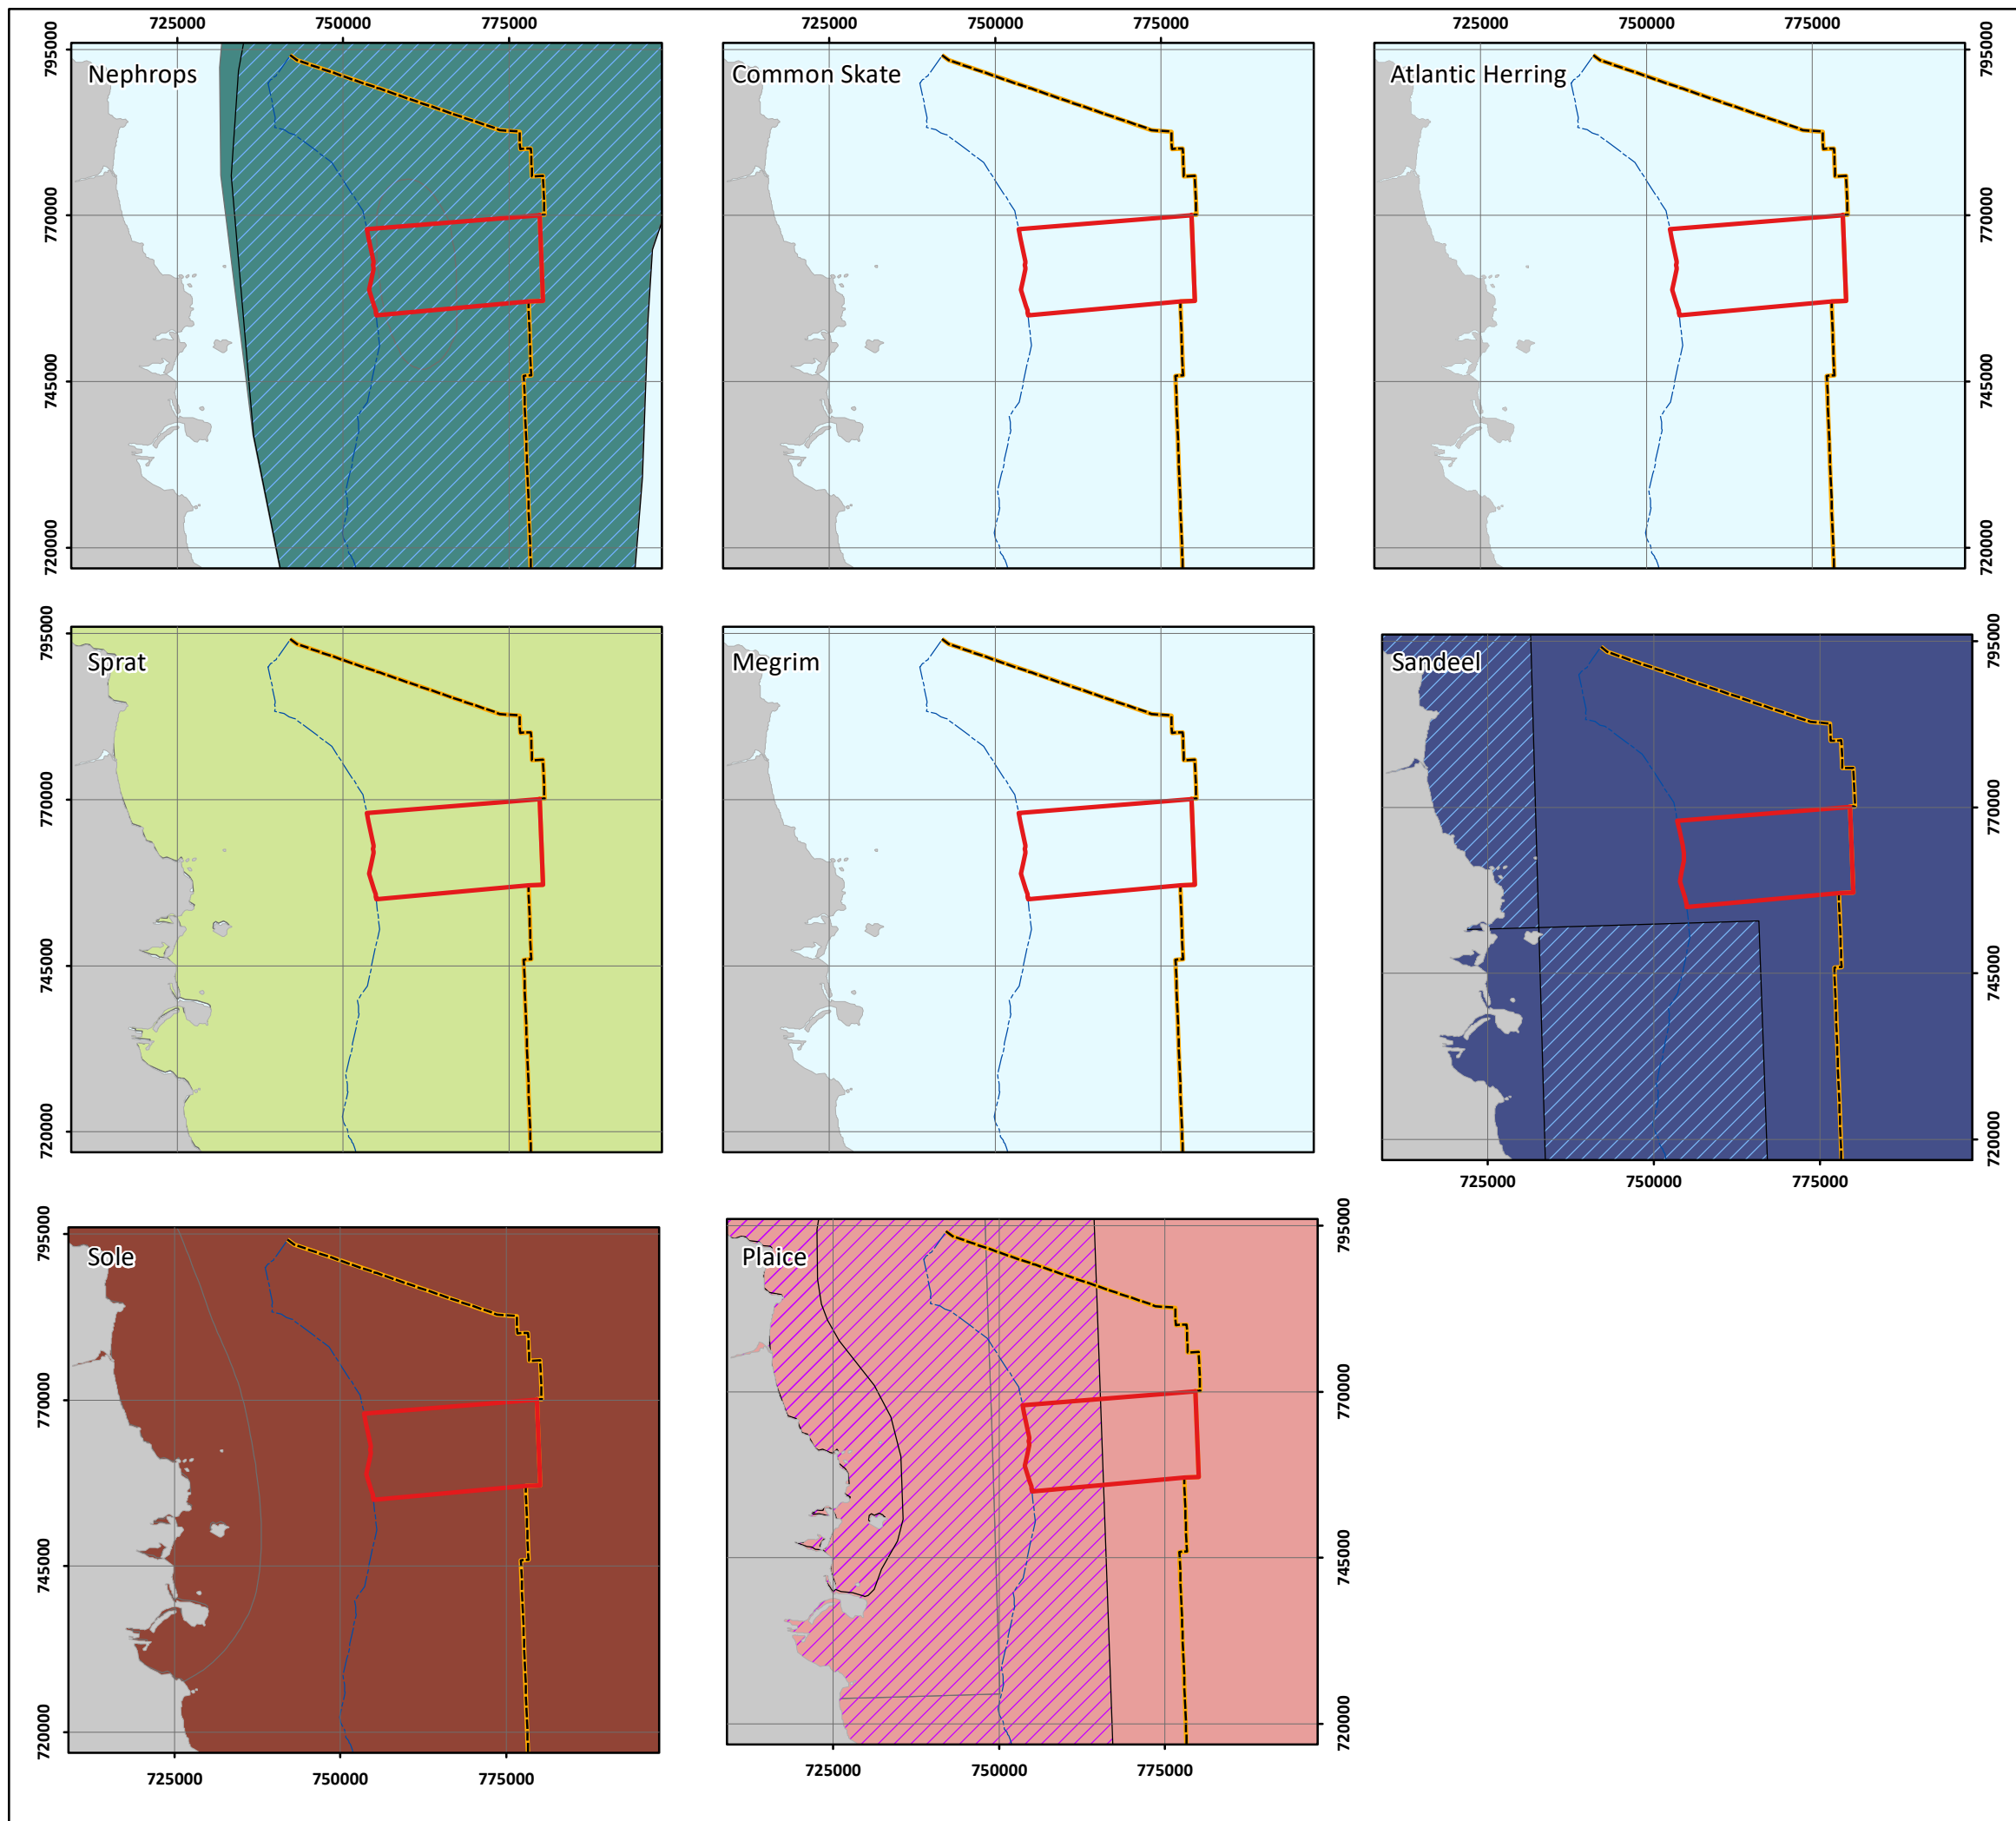 725000 750000 775000 725000 750000 775000 725000 750000 775000
Nephrops Common Skate Atlantic Herring
795000 795000
770000 770000
745000 745000
720000 720000
Sprat Megrim Sandeel
795000 795000
770000 770000
745000 745000
720000 720000
725000 750000 775000
Sole Plaice
795000 795000
770000 770000
745000 745000
720000 720000
725000 750000 775000 725000 750000 775000